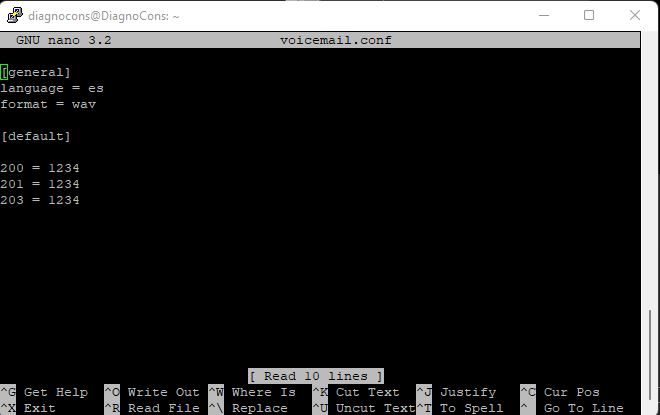 diagnocons@DiagnoCons: ~
GNU nano 3.2 voicemail.conf
[general]
language = es
format = wav
[default]
200 = 1234
201 = 1234
203 = 1234
[ Read 10 lines ]
^G Get Help ^O Write Out ^W Where Is ^K Cut Text ^J Justify ^C Cur Pos
^X Exit ^R Read File ^\ Replace ^U Uncut Text ^T To Spell ^_ Go To Line